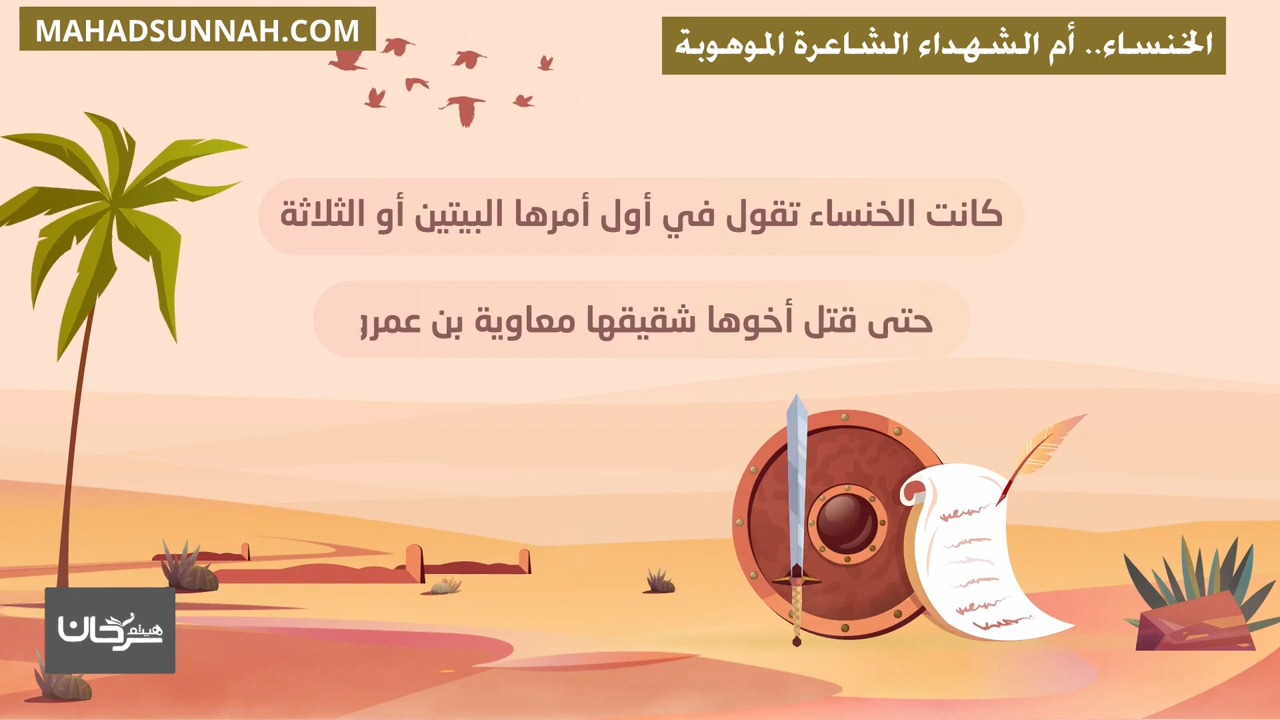 MAHADSUNNAH.COM
الخنساء.. أم الشهداء الشاعرة الموهوبة
كانت الخنساء تقول في أول أمرها البيتين أو الثلاثة
حتى قتل أخوها شقيقها معاوية بن عمرو
هيثم سرحان